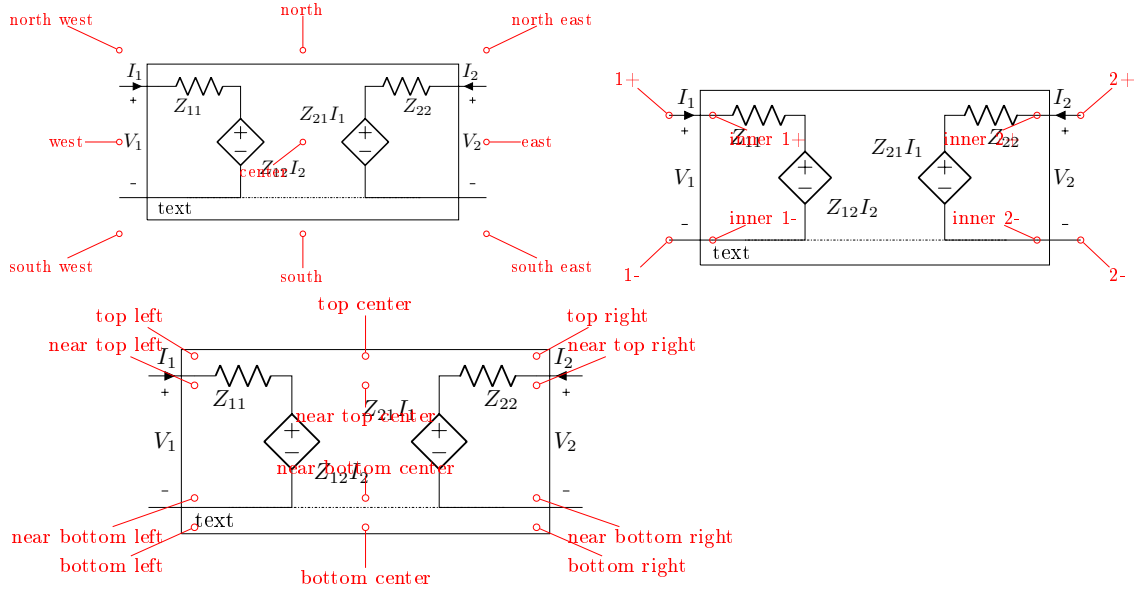 north west
north
north east
I1
I2
+
+
Z11
Z21I1
Z22
west
V1
+
−
center
Z12I2
+
−
V2
east
-
-
text
south west
south
south east
1+
2+
I1
I2
+
+
Z11
inner 1+
inner 2+
Z22
Z21I1
V1
+
−
+
−
V2
Z12I2
inner 1-
inner 2-
-
-
text
1-
2-
top left
top center
top right
near top left
near top right
I1
I2
+
+
Z11
Z22
Z21I1
near top center
V1
+
−
+
−
V2
near bottom center
Z12I2
-
-
text
near bottom left
near bottom right
bottom left
bottom center
bottom right